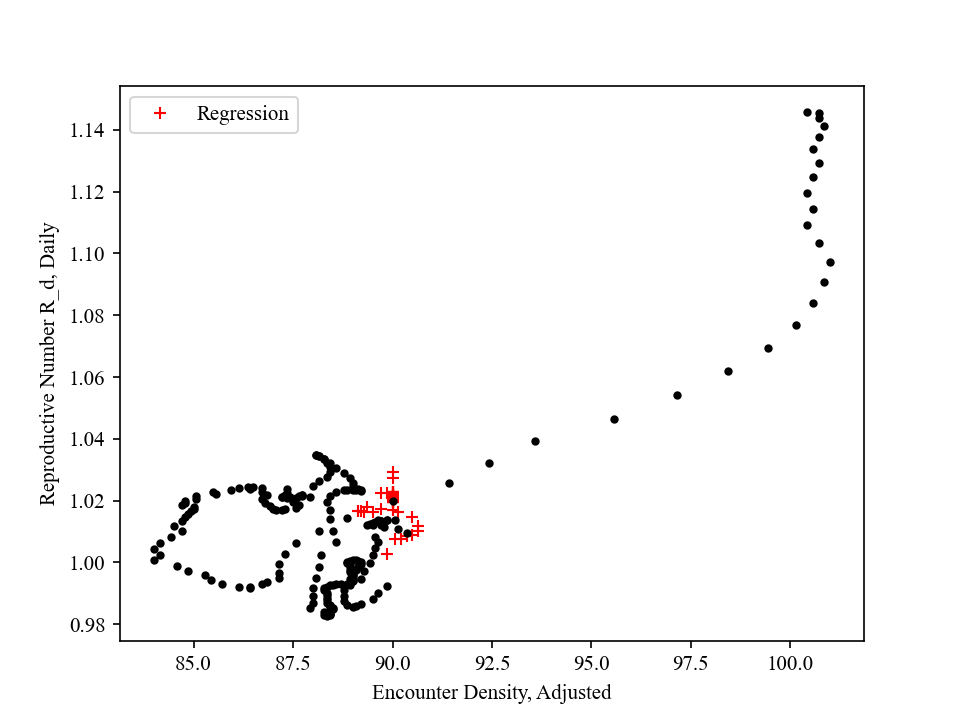 Regression
1.14
1.12
1.10
1.08
1.06
1.04
1.02
1.00
0.98
Reproductive Number R_d, Daily
85.0 87.5 90.0 92.5 95.0 97.5 100.0
Encounter Density, Adjusted